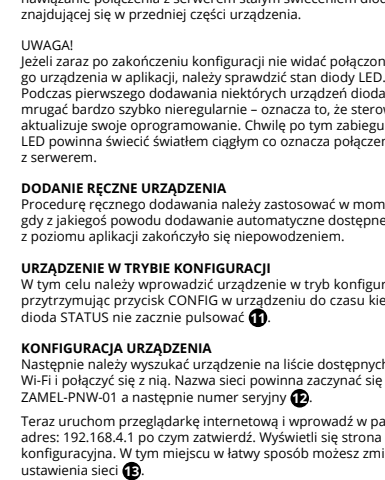 nawiązanie połączenia z serwerem stałym świeceniem diod
znajdującej się w przedniej części urządzenia.
UWAGA!
Jeżeli zaraz po zakończeniu konfiguracji nie widać połączon
go urządzenia w aplikacji, należy sprawdzić stan diody LED.
Podczas pierwszego dodawania niektórych urządzeń dioda
mrugać bardzo szybko nieregularnie – oznacza to, że sterow
aktualizuje swoje oprogramowanie. Chwilę po tym zabiegu
LED powinna świecić światłem ciągłym co oznacza połączen
z serwerem.
DODANIE RĘCZNE URZĄDZENIA
Procedurę ręcznego dodawania należy zastosować w mom
gdy z jakiegoś powodu dodawanie automatyczne dostępne
z poziomu aplikacji zakończyło się niepowodzeniem.
URZĄDZENIE W TRYBIE KONFIGURACJI
W tym celu należy wprowadzić urządzenie w tryb konfigur
przytrzymując przycisk CONFIG w urządzeniu do czasu kie
dioda STATUS nie zacznie pulsować 11.
KONFIGURACJA URZĄDZENIA
Następnie należy wyszukać urządzenie na liście dostępnych
Wi-Fi i połączyć się z nią. Nazwa sieci powinna zaczynać się
ZAMEL-PNW-01 a następnie numer seryjny 12.
Teraz uruchom przeglądarkę internetową i wprowadź w pa
adres: 192.168.4.1 po czym zatwierdź. Wyświetli się strona
konfiguracyjna. W tym miejscu w łatwy sposób możesz zmi
ustawienia sieci 13.